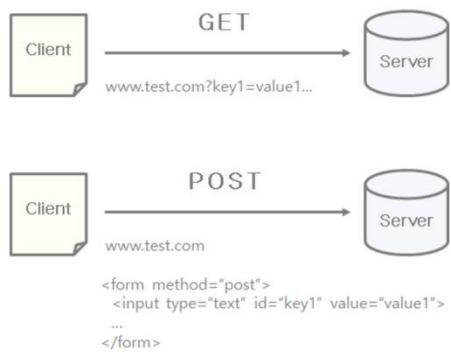 GET
Client
Server
www.test.com?key1=value1...
POST
Client
Server
www.test.com
<form method="post">
<input type="text" id="key1" value="value1">
...
</form>